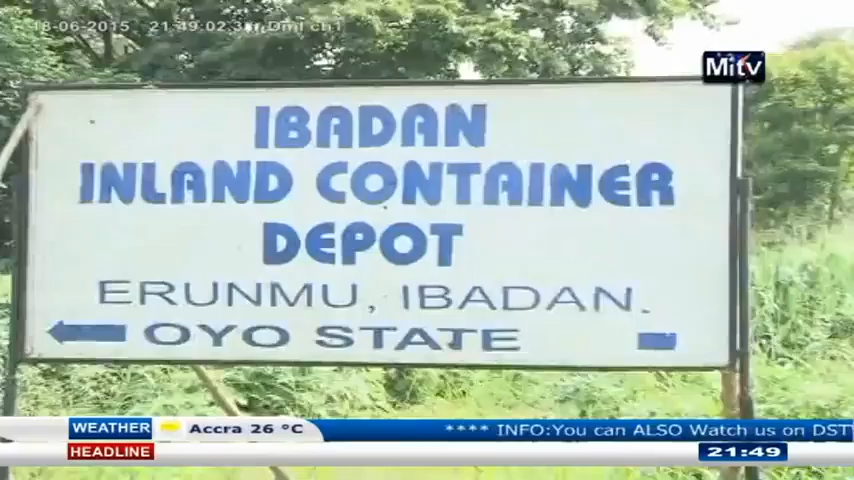 18-06-2015 21:49:02
Mitv
IBADAN
INLAND CONTAINER
DEPOT
ERUNMU, IBADAN.
OYO STATE
WEATHER Accra 26 °C
**** INFO:You can ALSO Watch us on DSTV
HEADLINE
21:49